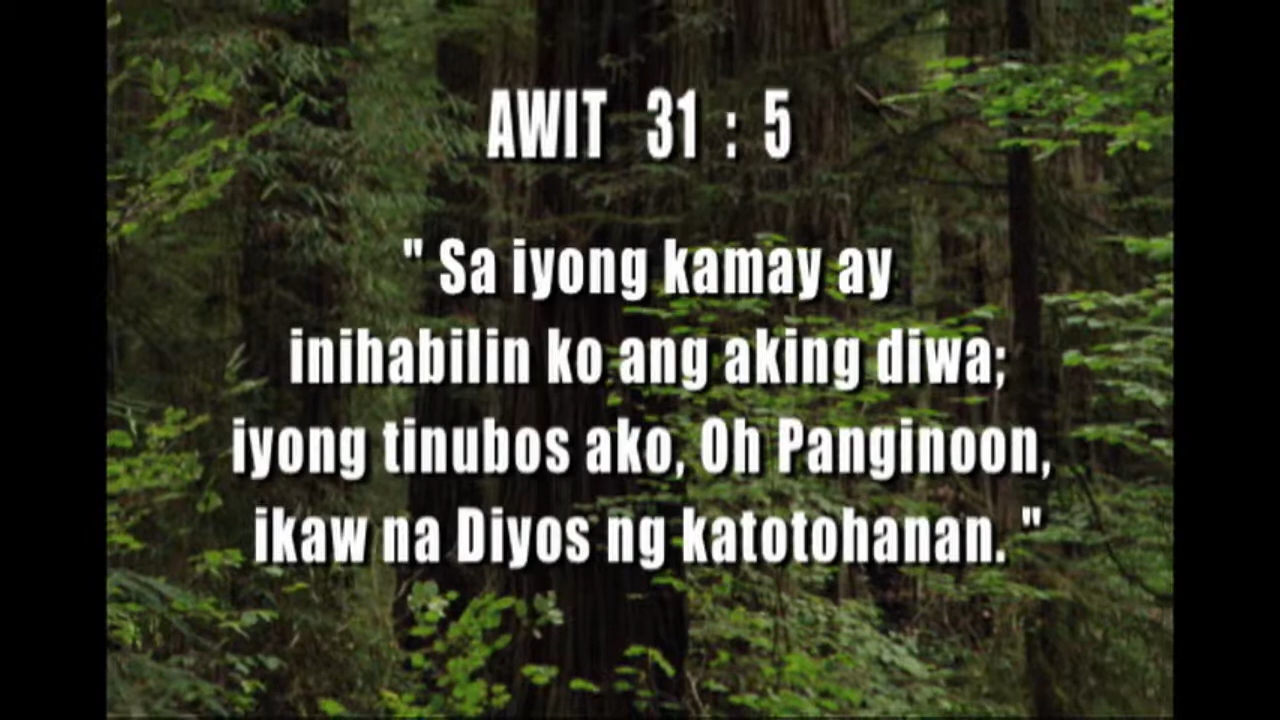 AWIT 31 : 5
" Sa iyong kamay ay
inihabilin ko ang aking diwa;
iyong tinubos ako, Oh Panginoon,
ikaw na Diyos ng katotohanan. "